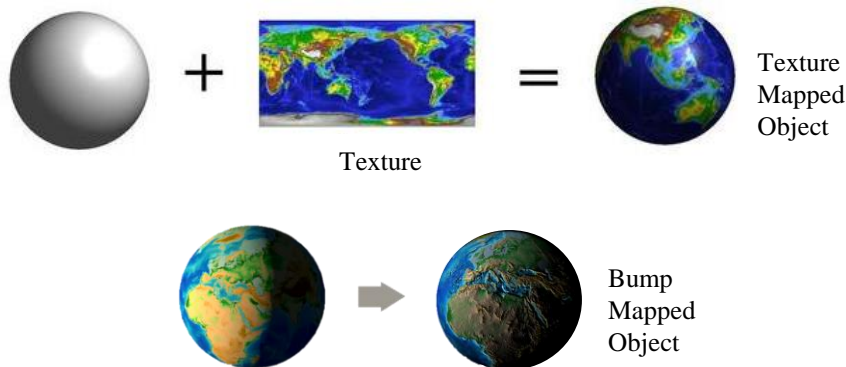 +
=
Texture
Mapped
Object
Texture
Bump
Mapped
Object